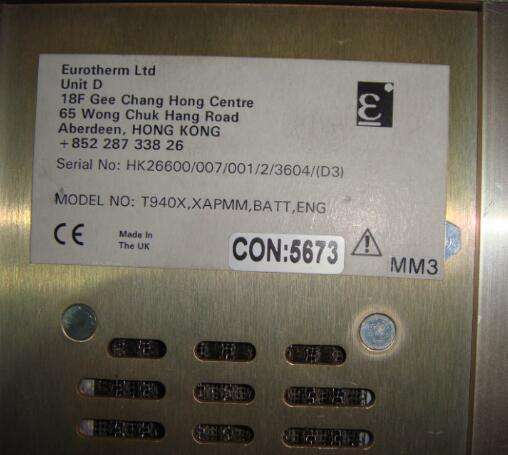 Eurotherm Ltd
Unit D
18F Gee Chang Hong Centre
65 Wong Chuk Hang Road
Aberdeen, HONG KONG
+852 287 338 26
Serial No: HK26600/007/001/2/3604/(D3)
MODEL NO: T940X,XAPMM,BATT,ENG
CE Made In
The UK
CON:5673
MM3